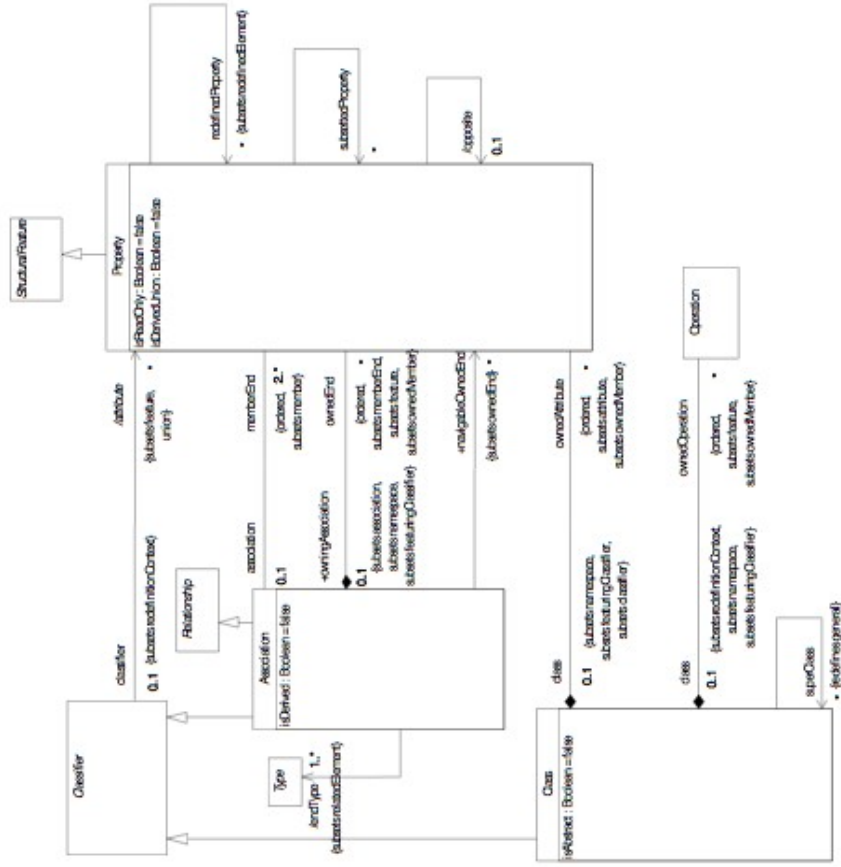 StructuralFeature
Property
isReadOnly : Boolean = false
isDerivedUnion : Boolean = false
redefinedProperty
* {subsets redefinedElement}
subsettedProperty
*
/opposite
0..1
Classifier
classifier
0..1 {subsets redefinitionContext}
/attribute
{subsets feature, *
union}
Relationship
Association
isDerived : Boolean = false
association
0..1
memberEnd
{ordered, 2..*
subsets member}
+owningAssociation
0..1
{subsets association,
subsets namespace,
subsets featuringClassifier}
ownedEnd
{ordered, *
subsets memberEnd,
subsets feature,
subsets ownedMember}
+navigableOwnedEnd
{subsets ownedEnd} *
Type
/endType 1..*
{subsets relatedElement}
Class
isAbstract : Boolean = false
class
0..1
{subsets namespace,
subsets featuringClassifier,
subsets classifier}
ownedAttribute
{ordered, *
subsets attribute,
subsets ownedMember}
class
0..1
{subsets redefinitionContext,
subsets namespace,
subsets featuringClassifier}
ownedOperation
{ordered, *
subsets feature,
subsets ownedMember}
Operation
superClass
* {redefines general}